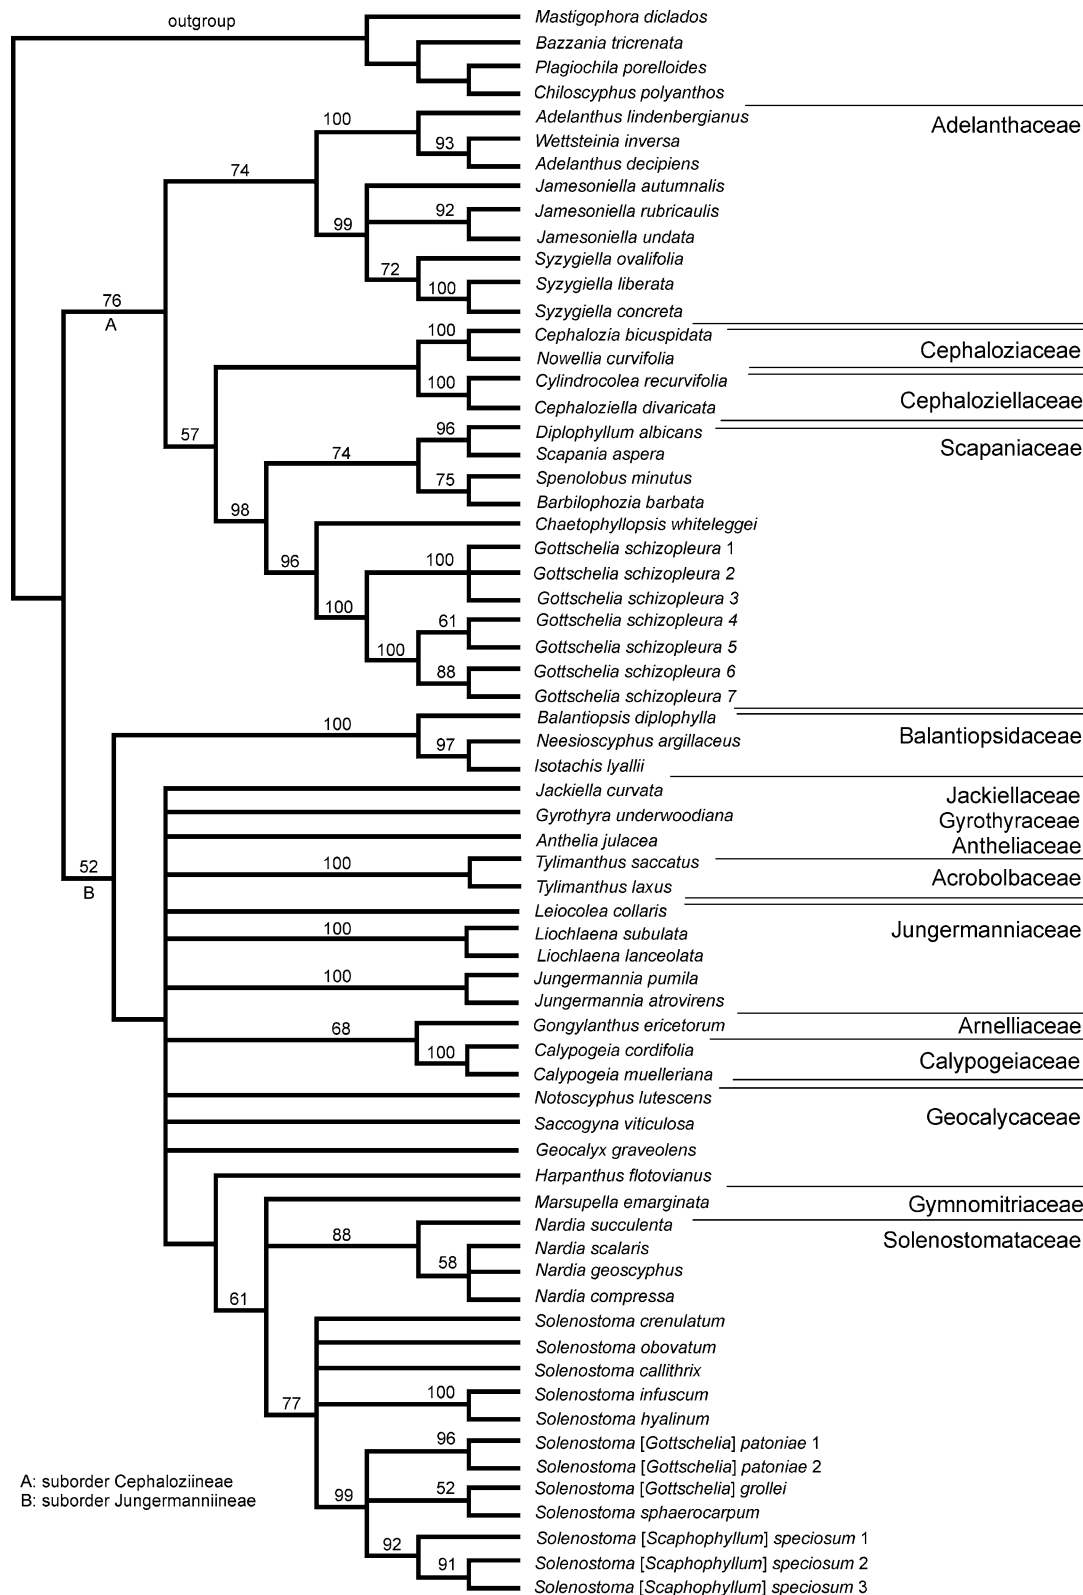 outgroup
Mastigophora diclados
Bazzania tricrenata
Plagiochila porelloides
Chiloscyphus polyanthos
100
Adelanthus lindenbergianus
Adelanthaceae
93
Wettsteinia inversa
Adelanthus decipiens
74
Jamesoniella autumnalis
92
Jamesoniella rubricaulis
99
Jamesoniella undata
Syzygiella ovalifolia
72
100
Syzygiella liberata
76
A
Syzygiella concreta
100
Cephalozia bicuspidata
Cephaloziaceae
Nowellia curvifolia
100
Cylindrocolea recurvifolia
Cephaloziellaceae
Cephaloziella divaricata
57
96
Diplophyllum albicans
Scapaniaceae
74
Scapania aspera
75
Spenolobus minutus
Barbilophozia barbata
98
Chaetophyllopsis whiteleggei
96
100
Gottschelia schizopleura 1
Gottschelia schizopleura 2
Gottschelia schizopleura 3
100
61
Gottschelia schizopleura 4
100
Gottschelia schizopleura 5
88
Gottschelia schizopleura 6
Gottschelia schizopleura 7
100
Balantiopsis diplophylla
Balantiopsidaceae
97
Neesioscyphus argillaceus
Isotachis lyallii
Jackiella curvata
Jackiellaceae
Gyrothyra underwoodiana
Gyrothyraceae
Anthelia julacea
Antheliaceae
52
B
100
Tylimanthus saccatus
Acrobolbaceae
Tylimanthus laxus
Leiocolea collaris
Jungermanniaceae
100
Liochlaena subulata
Liochlaena lanceolata
100
Jungermannia pumila
Jungermannia atrovirens
68
Gongylanthus ericetorum
Arnelliaceae
100
Calypogeia cordifolia
Calypogeiaceae
Calypogeia muelleriana
Notoscyphus lutescens
Geocalycaceae
Saccogyna viticulosa
Geocalyx graveolens
Harpanthus flotovianus
Marsupella emarginata
Gymnomitriaceae
88
Nardia succulenta
Solenostomataceae
58
Nardia scalaris
Nardia geoscyphus
61
Nardia compressa
Solenostoma crenulatum
Solenostoma obovatum
Solenostoma callithrix
77
100
Solenostoma infuscum
Solenostoma hyalinum
96
Solenostoma [Gottschelia] patoniae 1
Solenostoma [Gottschelia] patoniae 2
99
52
Solenostoma [Gottschelia] grollei
Solenostoma sphaerocarpum
92
Solenostoma [Scaphophyllum] speciosum 1
91
Solenostoma [Scaphophyllum] speciosum 2
Solenostoma [Scaphophyllum] speciosum 3
A: suborder Cephaloziineae
B: suborder Jungermanniineae